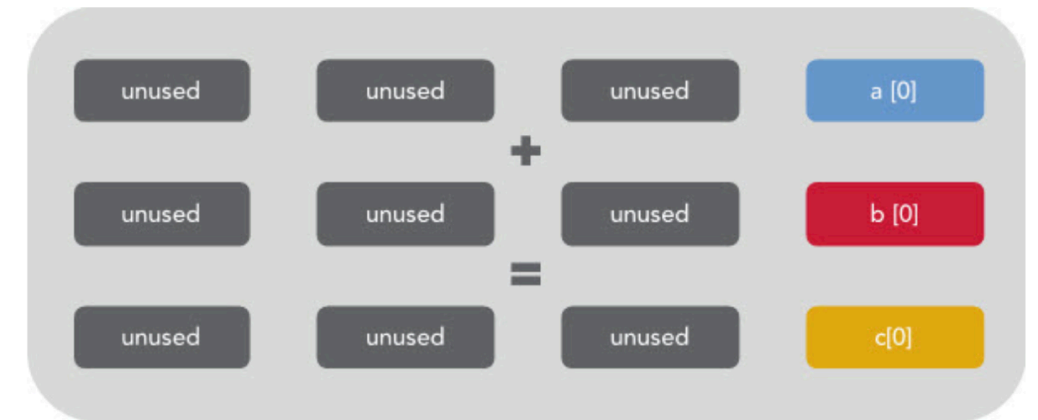 unused unused unused a [0]
+
unused unused unused b [0]
=
unused unused unused c[0]